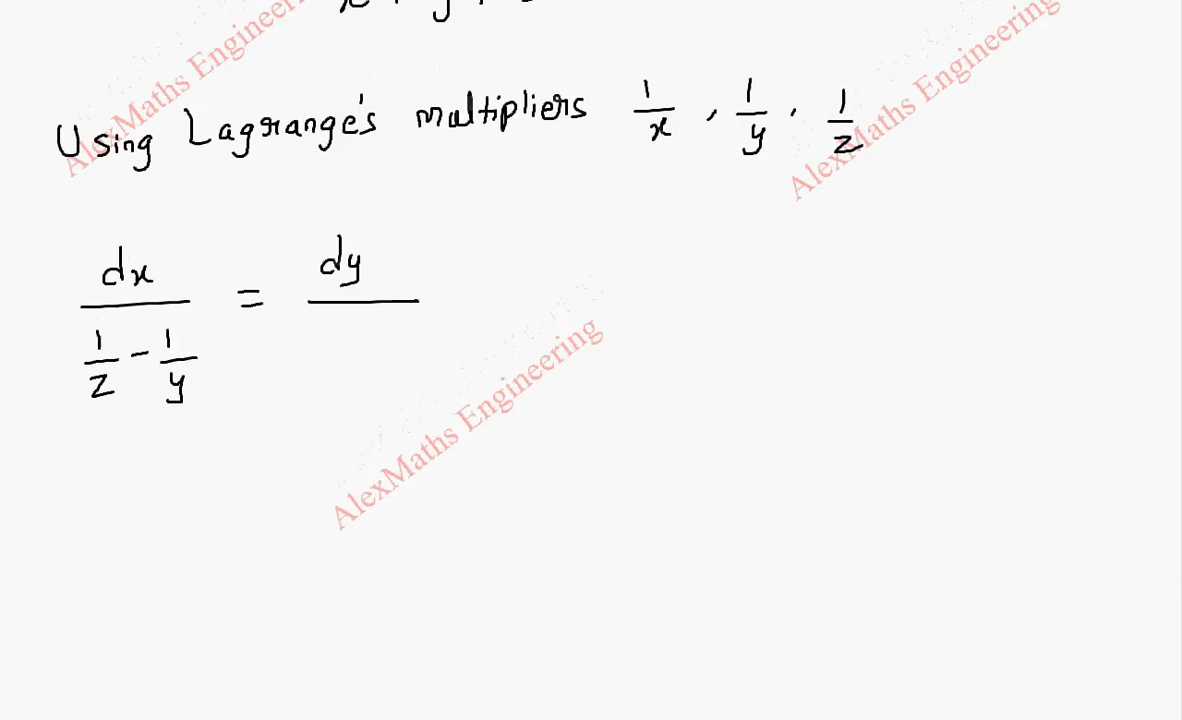 Using Lagrange's multipliers 1/x, 1/y, 1/z
dx/(1/z - 1/y) = dy/
AlexMaths Engineering
AlexMaths Engineering
AlexMaths Engineering